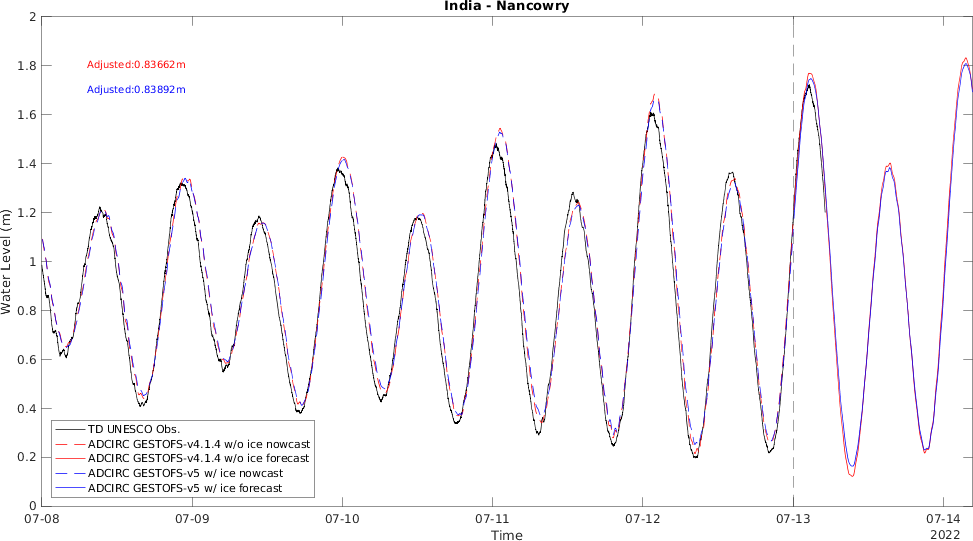 India - Nancowry
Adjusted:0.83662m
Adjusted:0.83892m
Water Level (m)
2
1.8
1.6
1.4
1.2
1
0.8
0.6
0.4
0.2
0
TD UNESCO Obs.
ADCIRC GESTOFS-v4.1.4 w/o ice nowcast
ADCIRC GESTOFS-v4.1.4 w/o ice forecast
ADCIRC GESTOFS-v5 w/ ice nowcast
ADCIRC GESTOFS-v5 w/ ice forecast
07-08 07-09 07-10 07-11 07-12 07-13 07-14
Time
2022